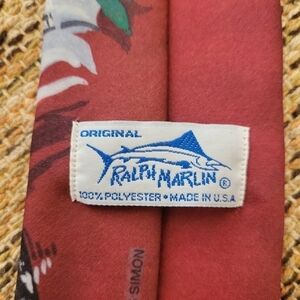 ORIGINAL
RALPH MARLIN ®
100% POLYESTER • MADE IN U.S.A
SIMON